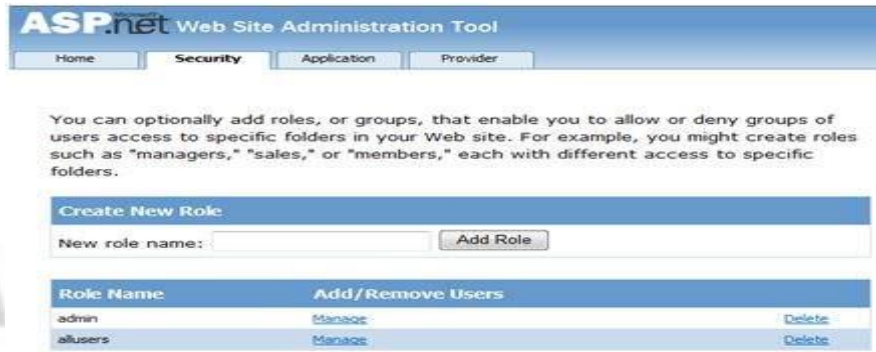 ASP.net Web Site Administration Tool
Home Security Application Provider
You can optionally add roles, or groups, that enable you to allow or deny groups of
users access to specific folders in your Web site. For example, you might create roles
such as "managers," "sales," or "members," each with different access to specific
folders.
Create New Role
New role name: Add Role
Role Name Add/Remove Users
admin Manage Delete
allusers Manage Delete